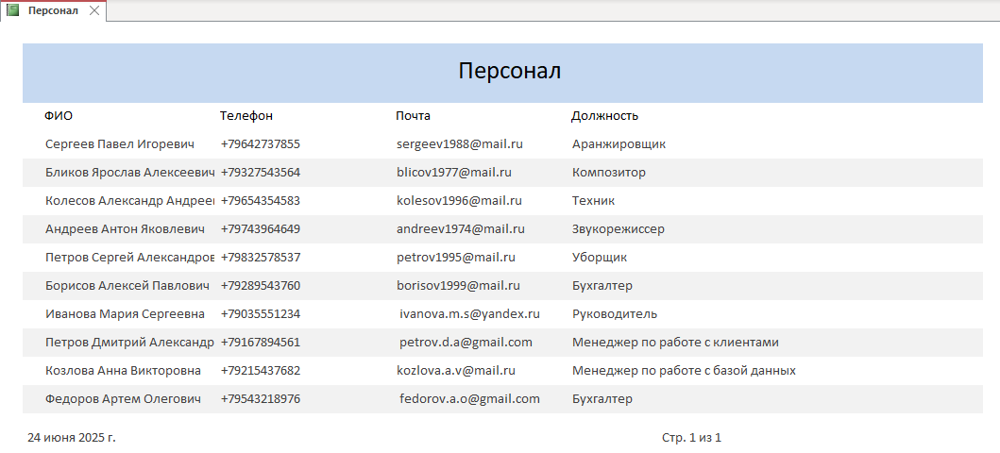 Персонал
Персонал
ФИО Телефон Почта Должность
Сергеев Павел Игоревич +79642737855 sergeev1988@mail.ru Аранжировщик
Бликов Ярослав Алексеевич +79327543564 blicov1977@mail.ru Композитор
Колесов Александр Андрее +79654354583 kolesov1996@mail.ru Техник
Андреев Антон Яковлевич +79743964649 andreev1974@mail.ru Звукорежиссер
Петров Сергей Александров +79832578537 petrov1995@mail.ru Уборщик
Борисов Алексей Павлович +79289543760 borisov1999@mail.ru Бухгалтер
Иванова Мария Сергеевна +79035551234 ivanova.m.s@yandex.ru Руководитель
Петров Дмитрий Александр +79167894561 petrov.d.a@gmail.com Менеджер по работе с клиентами
Козлова Анна Викторовна +79215437682 kozlova.a.v@mail.ru Менеджер по работе с базой данных
Федоров Артем Олегович +79543218976 fedorov.a.o@gmail.com Бухгалтер
24 июня 2025 г. Стр. 1 из 1